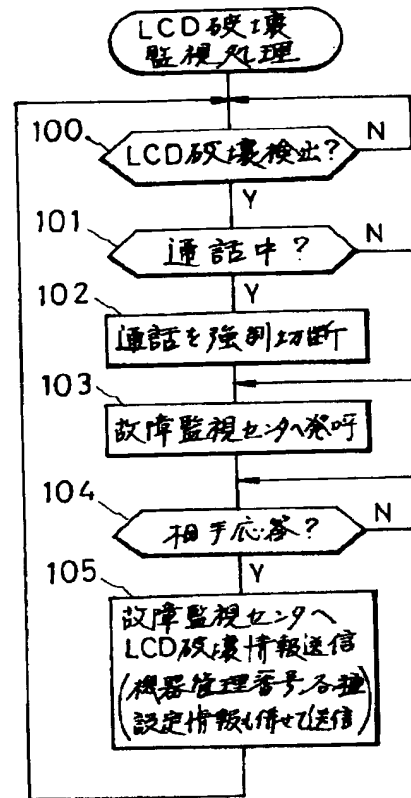 LCD破壊
監視処理
100
LCD破壊検出?
N
Y
101
通話中?
N
Y
102
通話を強制切断
103
故障監視センタへ発呼
104
相手応答?
N
Y
105
故障監視センタへ
LCD破壊情報送信
(機器管理番号,各種
設定情報も併せて送信)